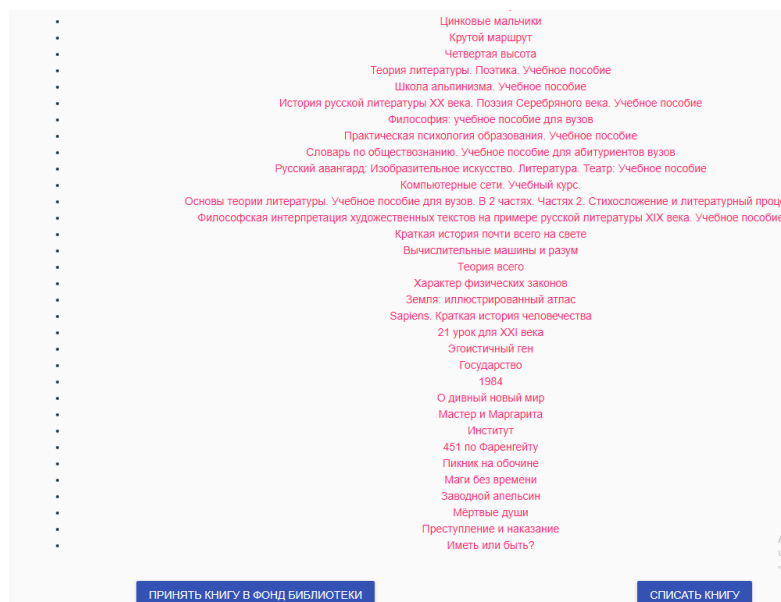 Цинковые мальчики
Крутой маршрут
Четвертая высота
Теория литературы. Поэтика. Учебное пособие
Школа альпинизма. Учебное пособие
История русской литературы XX века. Поэзия Серебряного века. Учебное пособие
Философия: учебное пособие для вузов
Практическая психология образования. Учебное пособие
Словарь по обществознанию. Учебное пособие для абитуриентов вузов
Русский авангард: Изобразительное искусство. Литература. Театр: Учебное пособие
Компьютерные сети. Учебный курс.
Основы теории литературы. Учебное пособие для вузов. В 2 частях. Частях 2. Стихосложение и литературный
Философская интерпретация художественных текстов на примере русской литературы XIX века. Учебное пособие
Краткая история почти всего на свете
Вычислительные машины и разум
Теория всего
Характер физических законов
Земля: иллюстрированный атлас
Sapiens. Краткая история человечества
21 урок для XXI века
Эгоистичный ген
Государство
1984
О дивный новый мир
Мастер и Маргарита
Институт
451 по Фаренгейту
Пикник на обочине
Маги без времени
Заводной апельсин
Мёртвые души
Преступление и наказание
Иметь или быть?
ПРИНЯТЬ КНИГУ В ФОНД БИБЛИОТЕКИ
СПИСАТЬ КНИГУ